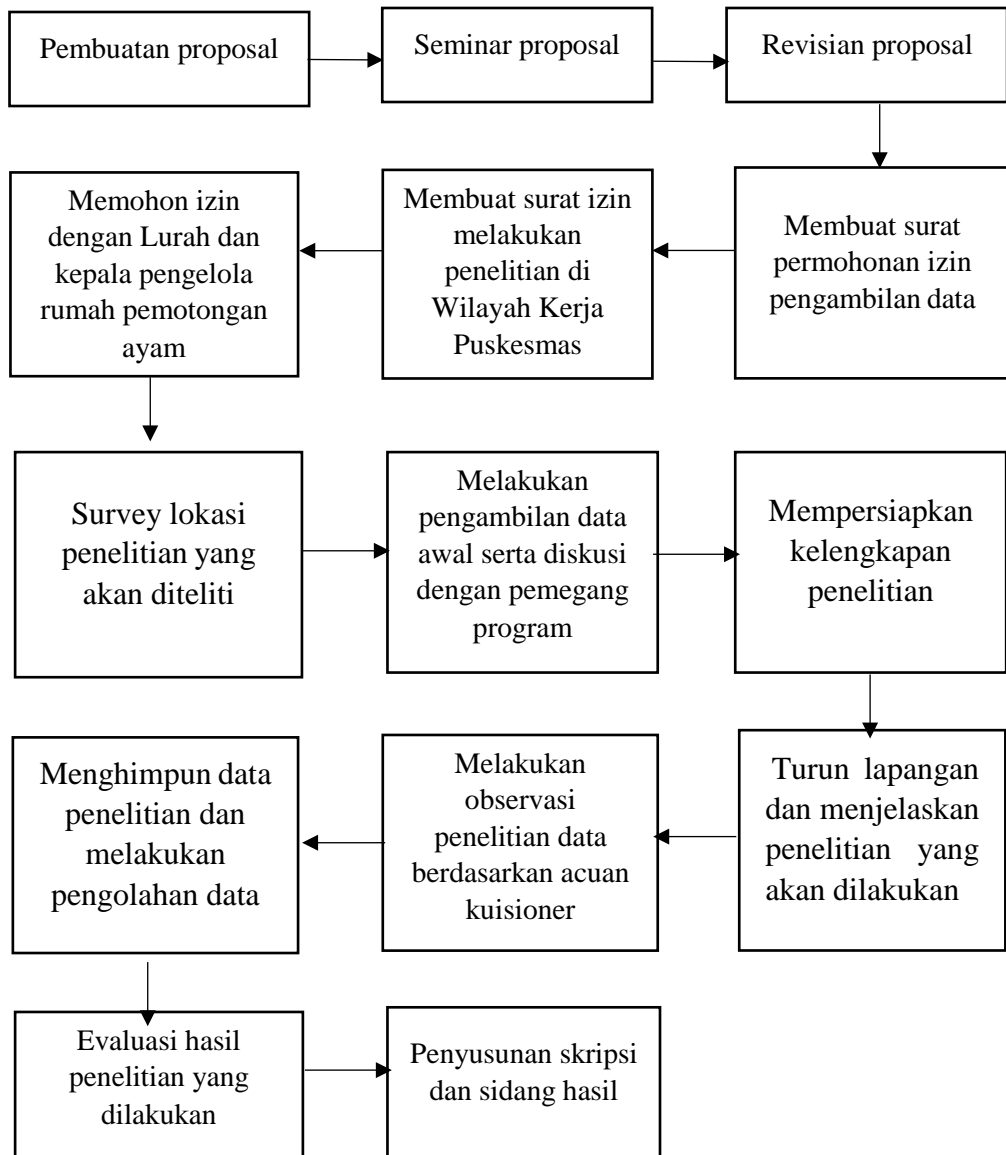 Pembuatan proposal
Seminar proposal
Revisian proposal
Membuat surat
permohonan izin
pengambilan data
Membuat surat izin
melakukan
penelitian di
Wilayah Kerja
Puskesmas
Memohon izin
dengan Lurah dan
kepala pengelola
rumah pemotongan
ayam
Survey lokasi
penelitian yang
akan diteliti
Melakukan
pengambilan data
awal serta diskusi
dengan pemegang
program
Mempersiapkan
kelengkapan
penelitian
Turun lapangan
dan menjelaskan
penelitian yang
akan dilakukan
Melakukan
observasi
penelitian data
berdasarkan acuan
kuisioner
Menghimpun data
penelitian dan
melakukan
pengolahan data
Evaluasi hasil
penelitian yang
dilakukan
Penyusunan skripsi
dan sidang hasil